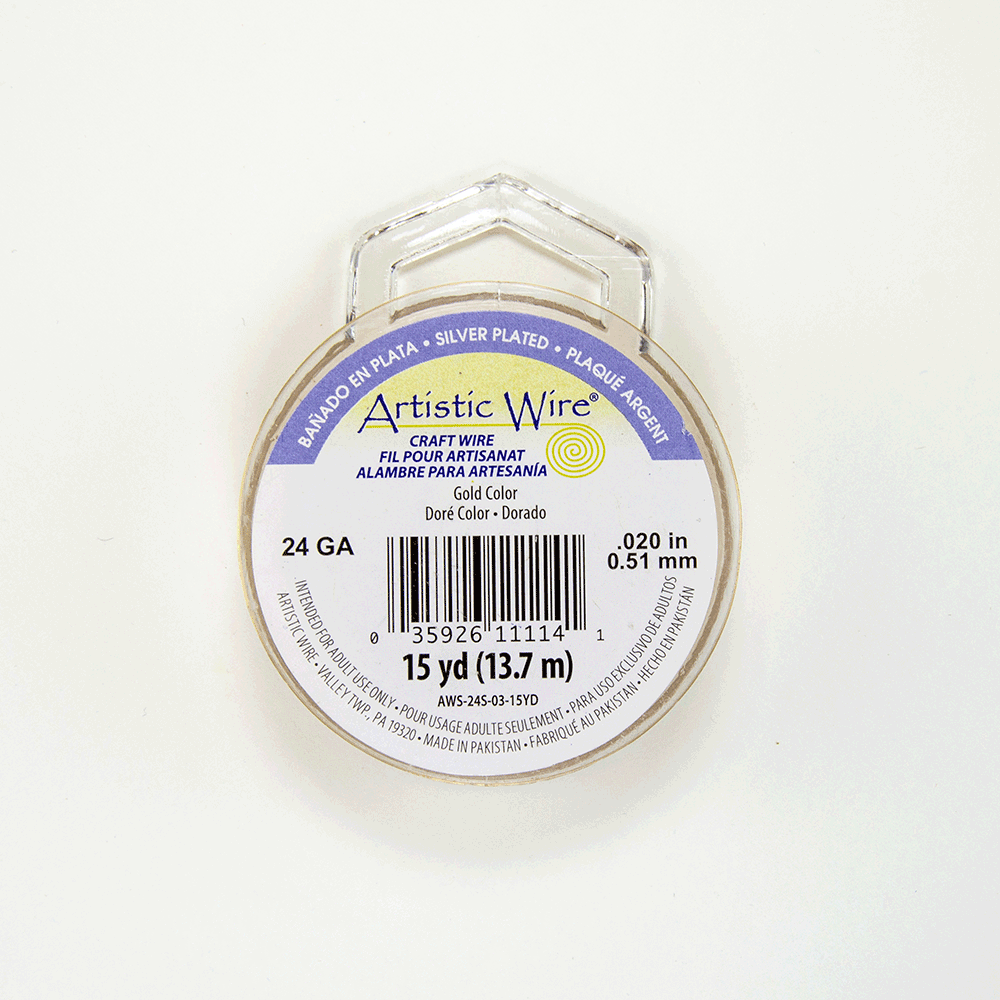 BAÑADO EN PLATA • SILVER PLATED • PLAQUÉ ARGENT
Artistic Wire®
CRAFT WIRE
FIL POUR ARTISANAT
ALAMBRE PARA ARTESANÍA
Gold Color
Doré Color • Dorado
24 GA
.020 in
0.51 mm
0 35926 11114 1
15 yd (13.7 m)
AWS-24S-03-15YD
INTENDED FOR ADULT USE ONLY • POUR USAGE ADULTE SEULEMENT • PARA USO EXCLUSIVO DE ADULTOS
ARTISTIC WIRE • VALLEY TWP., PA 19320 • MADE IN PAKISTAN • FABRIQUÉ AU PAKISTAN • HECHO EN PAKISTÁN